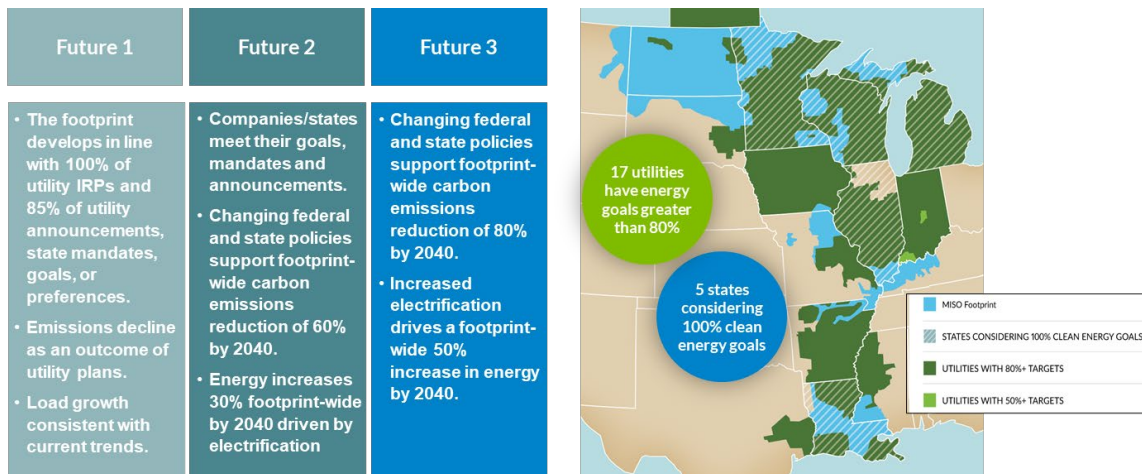 Future 1
• The footprint
develops in line
with 100% of
utility IRPs and
85% of utility
announcements,
state mandates,
goals, or
preferences.
• Emissions decline
as an outcome of
utility plans.
• Load growth
consistent with
current trends.
Future 2
• Companies/states
meet their goals,
mandates and
announcements.
• Changing federal
and state policies
support footprint-
wide carbon
emissions
reduction of 60%
by 2040.
• Energy increases
30% footprint-wide
by 2040 driven by
electrification
Future 3
• Changing federal
and state policies
support footprint-
wide carbon
emissions
reduction of 80%
by 2040.
• Increased
electrification
drives a footprint-
wide 50%
increase in energy
by 2040.
17 utilities
have energy
goals greater
than 80%
5 states
considering
100% clean
energy goals
MISO Footprint
STATES CONSIDERING 100% CLEAN ENERGY GOALS
UTILITIES WITH 80%+ TARGETS
UTILITIES WITH 50%+ TARGETS